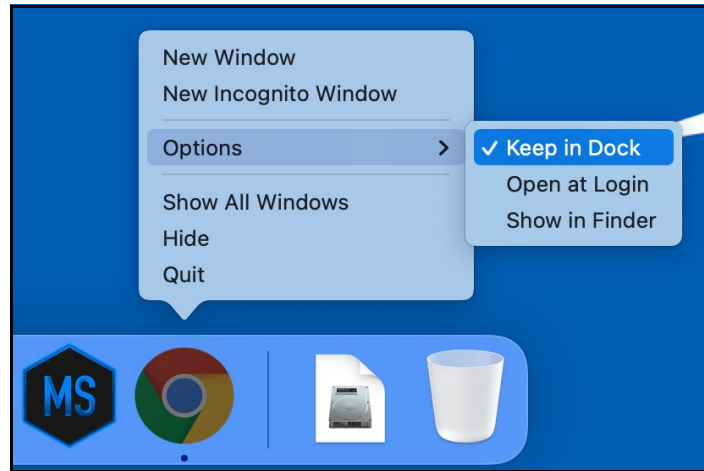 New Window
New Incognito Window
Options
Keep in Dock
Open at Login
Show in Finder
Show All Windows
Hide
Quit
MS